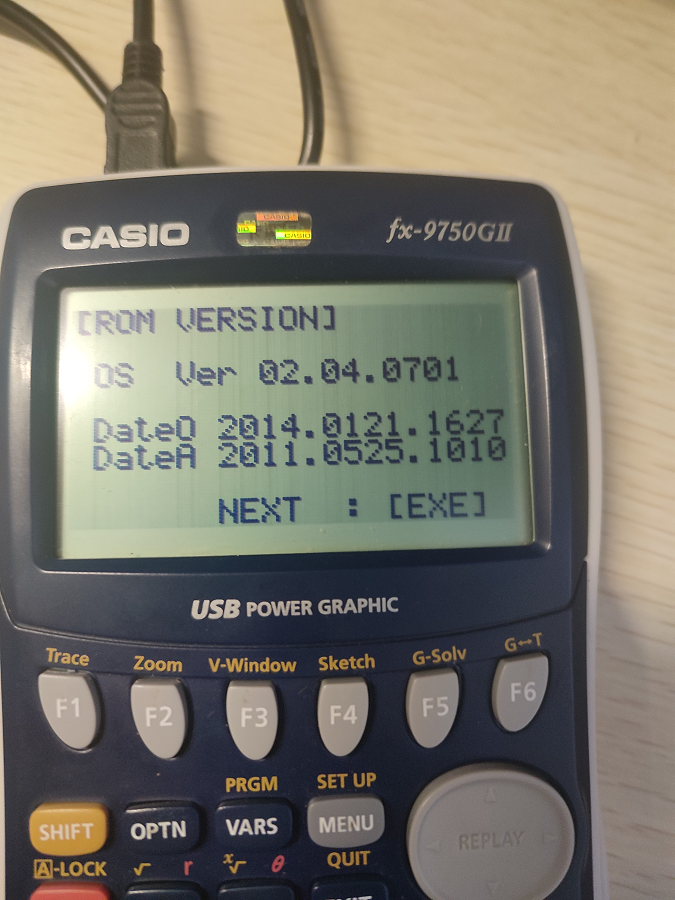 CASIO
fx-9750GII
[ROM VERSION]
OS Ver 02.04.0701
DateO 2014.0121.1627
DateA 2011.0525.1010
NEXT : [EXE]
USB POWER GRAPHIC
Trace Zoom V-Window Sketch G-Solv G↔T
F1 F2 F3 F4 F5 F6
PRGM SET UP
SHIFT OPTN VARS MENU REPLAY
A-LOCK √ r ˣ√ θ QUIT